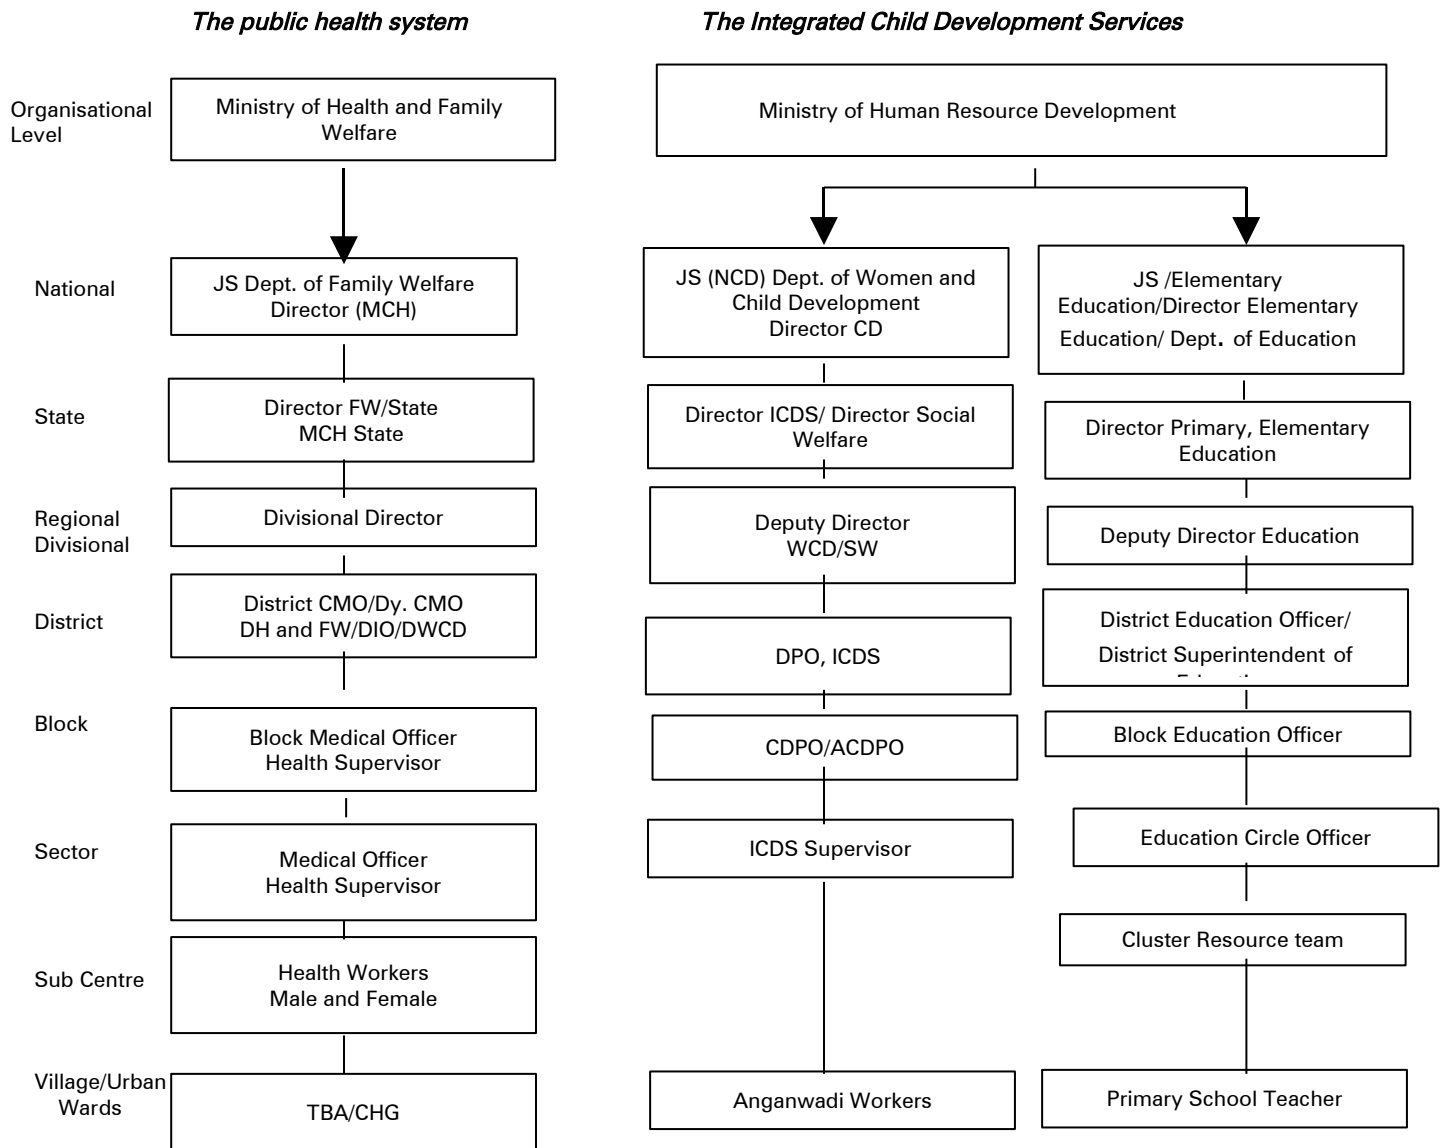 The public health system
The Integrated Child Development Services
Organisational
Level
Ministry of Health and Family
Welfare
Ministry of Human Resource Development
National
JS Dept. of Family Welfare
Director (MCH)
JS (NCD) Dept. of Women and
Child Development
Director CD
JS /Elementary
Education/Director Elementary
Education/ Dept. of Education
State
Director FW/State
MCH State
Director ICDS/ Director Social
Welfare
Director Primary, Elementary
Education
Regional
Divisional
Divisional Director
Deputy Director
WCD/SW
Deputy Director Education
District
District CMO/Dy. CMO
DH and FW/DIO/DWCD
DPO, ICDS
District Education Officer/
District Superintendent of
Block
Block Medical Officer
Health Supervisor
CDPO/ACDPO
Block Education Officer
Sector
Medical Officer
Health Supervisor
ICDS Supervisor
Education Circle Officer
Cluster Resource team
Sub Centre
Health Workers
Male and Female
Village/Urban
Wards
TBA/CHG
Anganwadi Workers
Primary School Teacher